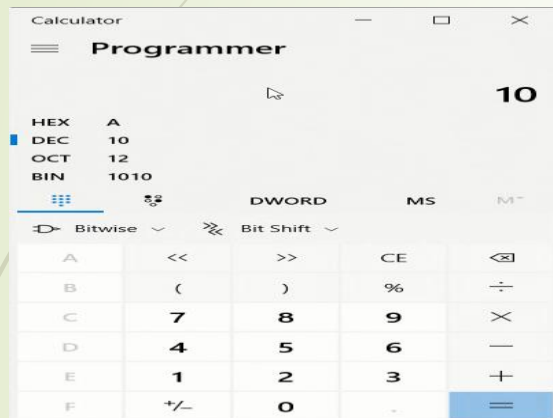 Calculator
Programmer
10
HEX A
DEC 10
OCT 12
BIN 1010
DWORD MS M˅
Bitwise Bit Shift
A << >> CE
B ( ) % ÷
C 7 8 9 ×
D 4 5 6 −
E 1 2 3 +
F +/− 0 . =